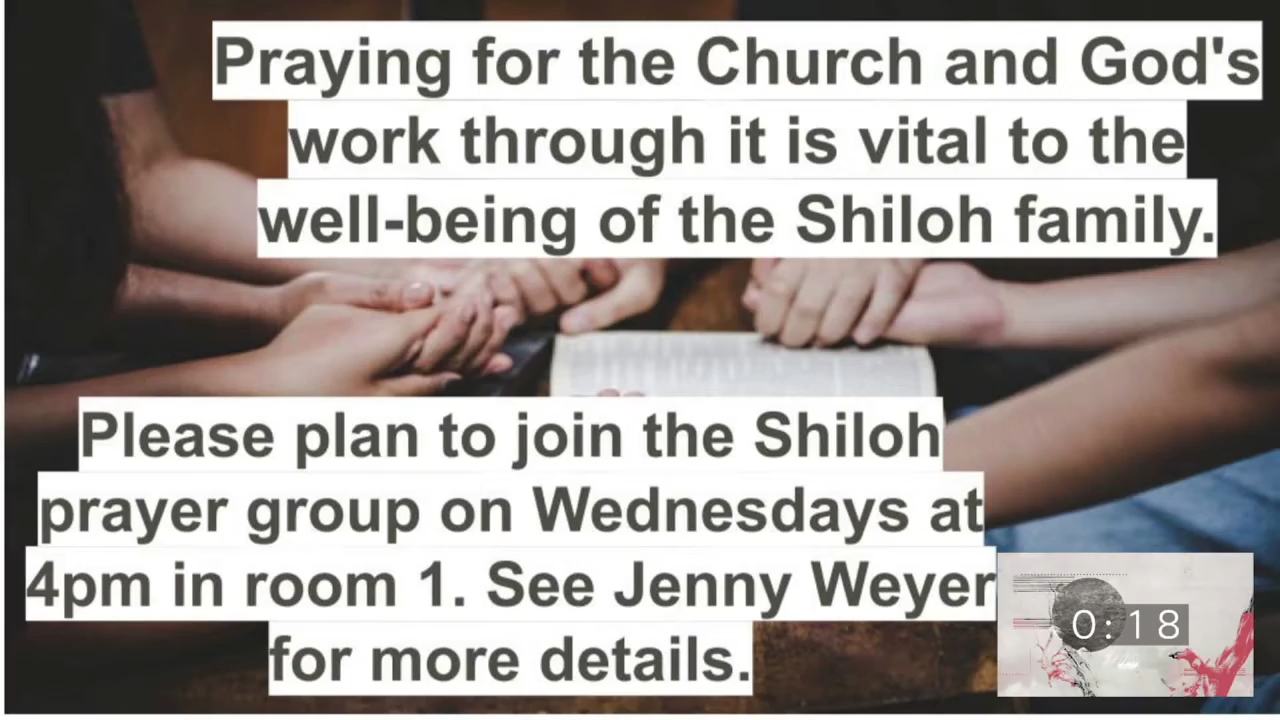 Praying for the Church and God's
work through it is vital to the
well-being of the Shiloh family.
Please plan to join the Shiloh
prayer group on Wednesdays at
4pm in room 1. See Jenny Weyer
for more details.
0:18